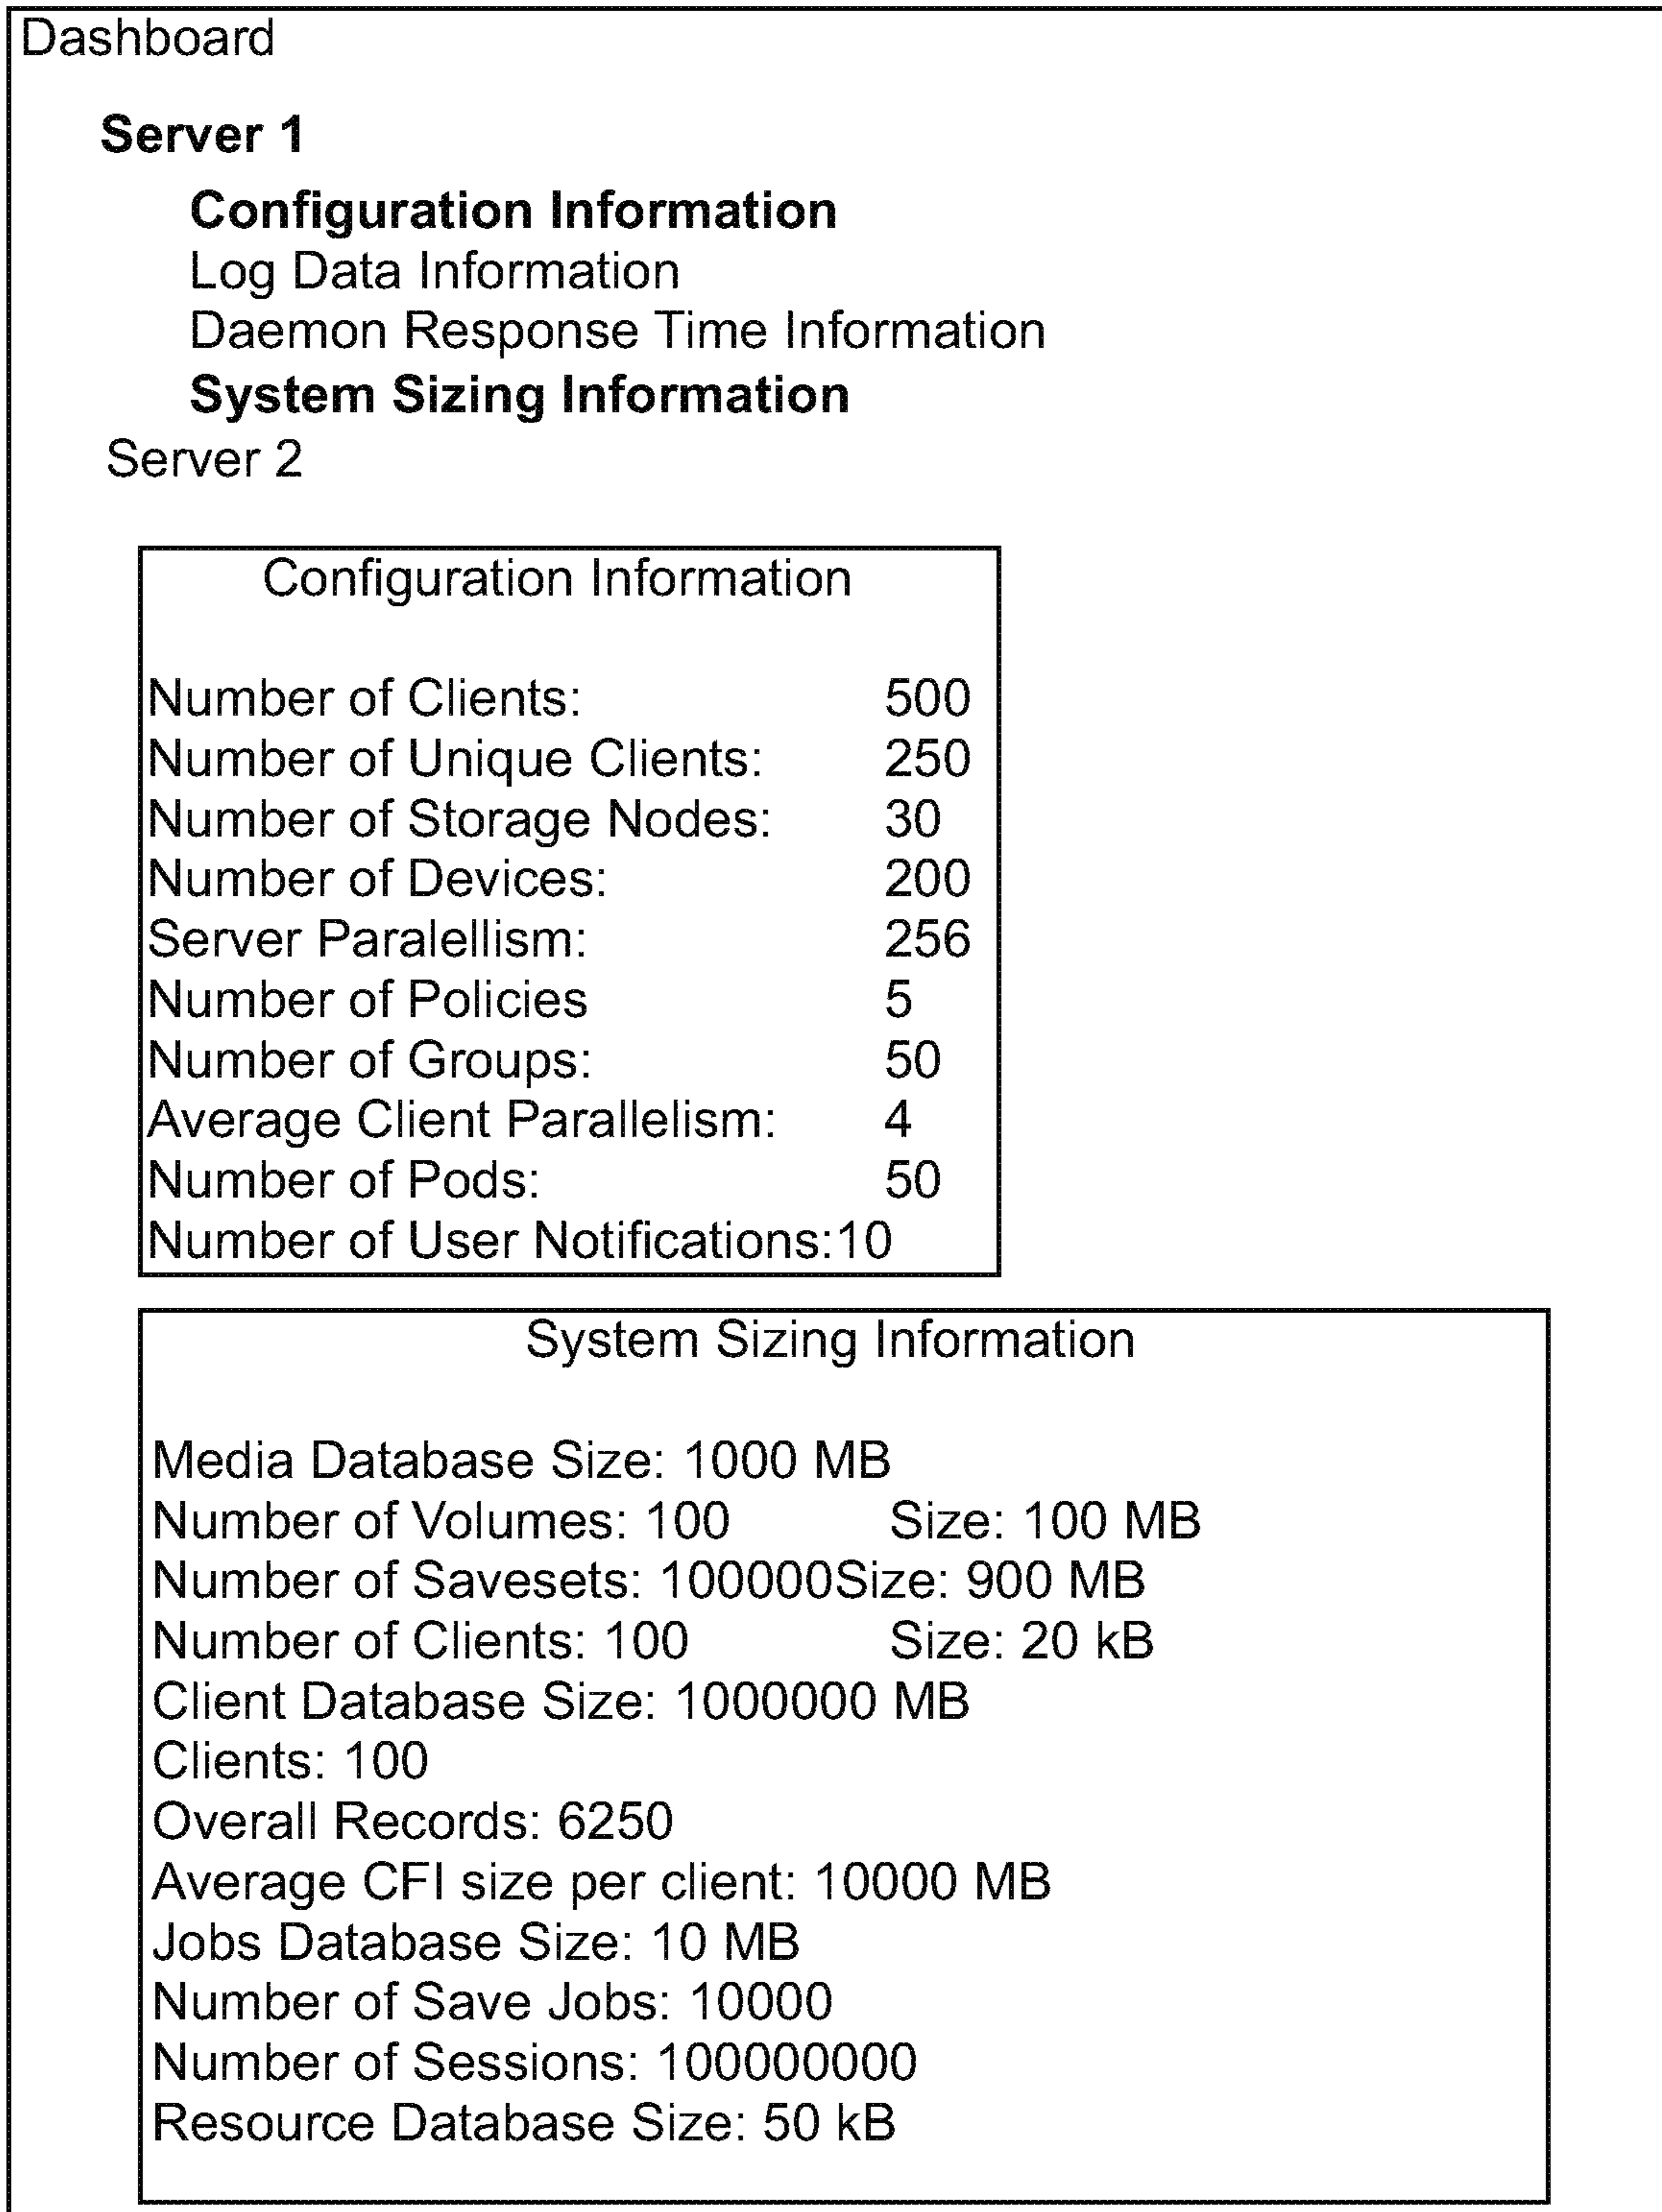 Dashboard
Server 1
Configuration Information
Log Data Information
Daemon Response Time Information
System Sizing Information
Server 2
Configuration Information
Number of Clients: 500
Number of Unique Clients: 250
Number of Storage Nodes: 30
Number of Devices: 200
Server Paralellism: 256
Number of Policies 5
Number of Groups: 50
Average Client Parallelism: 4
Number of Pods: 50
Number of User Notifications:10
System Sizing Information
Media Database Size: 1000 MB
Number of Volumes: 100 Size: 100 MB
Number of Savesets: 100000Size: 900 MB
Number of Clients: 100 Size: 20 kB
Client Database Size: 1000000 MB
Clients: 100
Overall Records: 6250
Average CFI size per client: 10000 MB
Jobs Database Size: 10 MB
Number of Save Jobs: 10000
Number of Sessions: 100000000
Resource Database Size: 50 kB